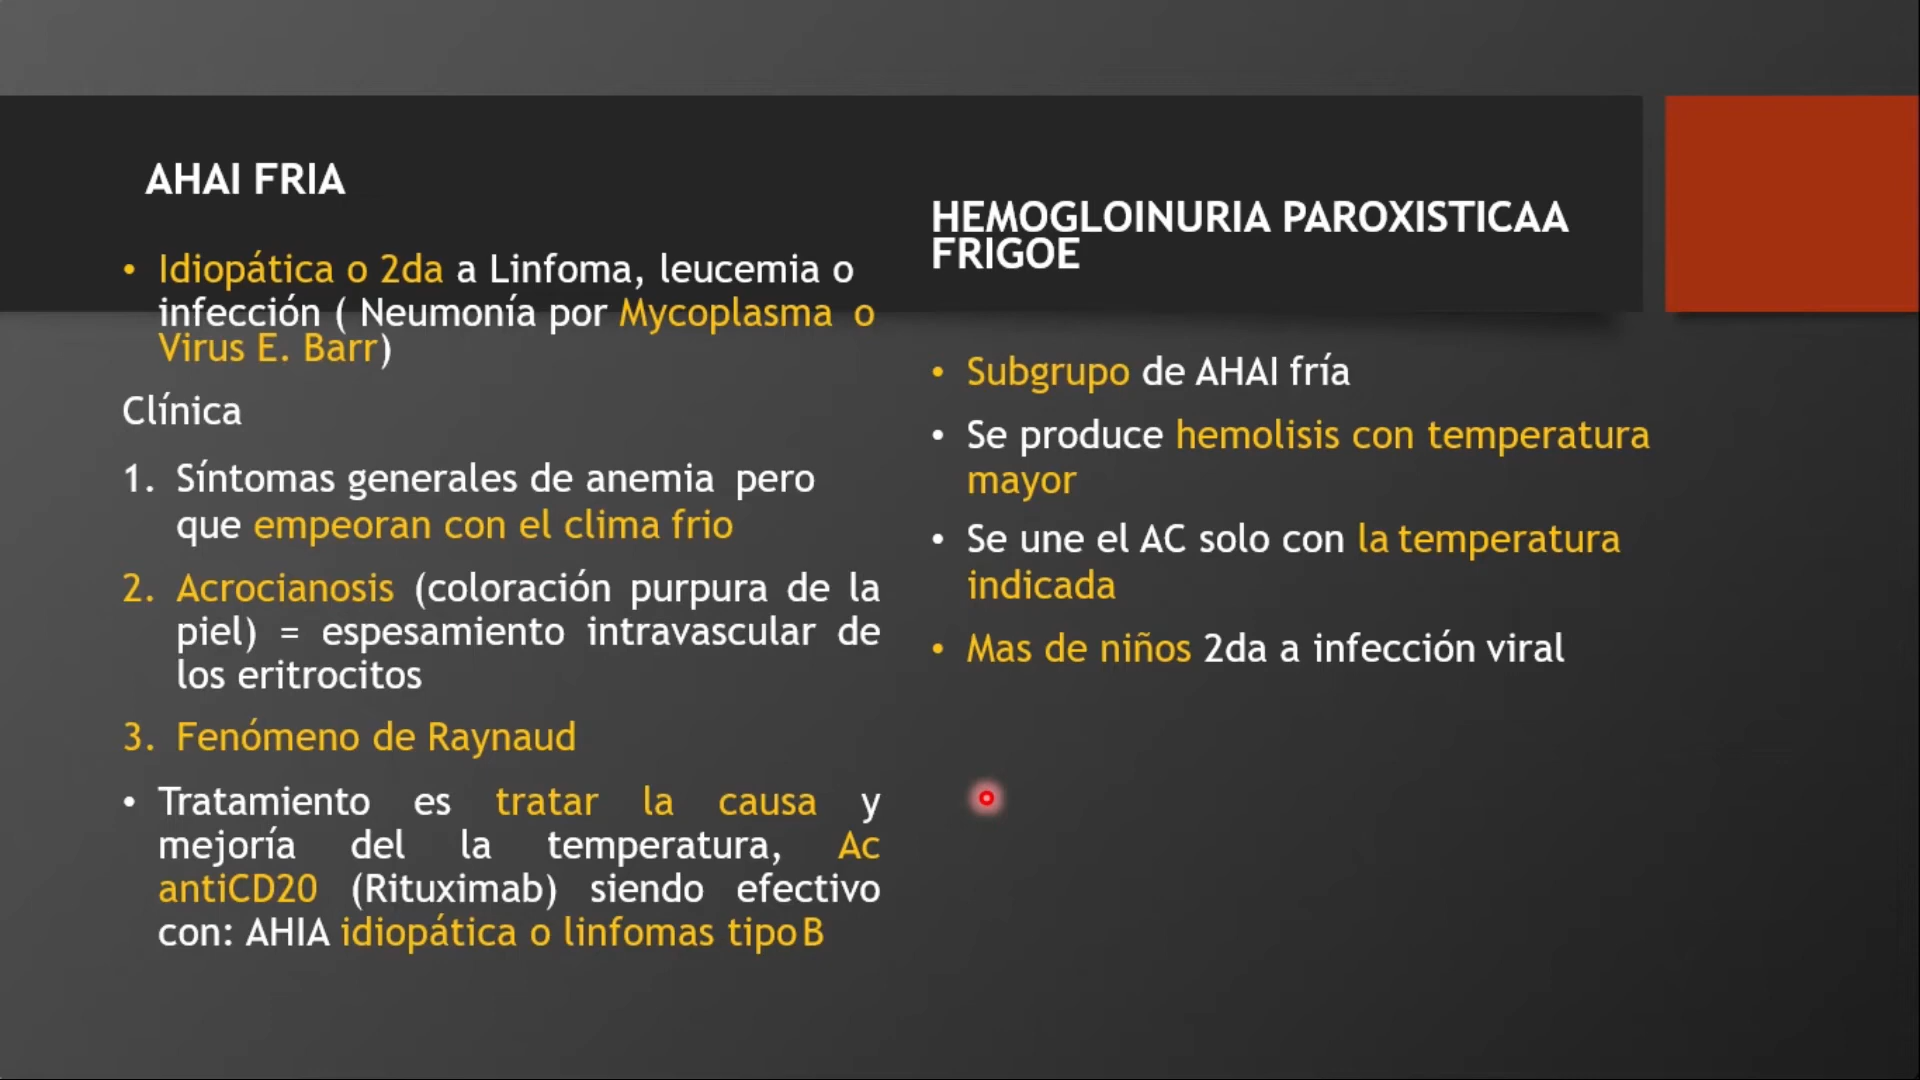 AHAI FRIA
• Idiopática o 2da a Linfoma, leucemia o
infección ( Neumonía por Mycoplasma o
Virus E. Barr)
Clínica
1. Síntomas generales de anemia pero
que empeoran con el clima frio
2. Acrocianosis (coloración purpura de la
piel) = espesamiento intravascular de
los eritrocitos
3. Fenómeno de Raynaud
• Tratamiento es tratar la causa y
mejoría del la temperatura, Ac
antiCD20 (Rituximab) siendo efectivo
con: AHIA idiopática o linfomas tipo B
HEMOGLOINURIA PAROXISTICAA
FRIGOE
• Subgrupo de AHAI fría
• Se produce hemolisis con temperatura
mayor
• Se une el AC solo con la temperatura
indicada
• Mas de niños 2da a infección viral